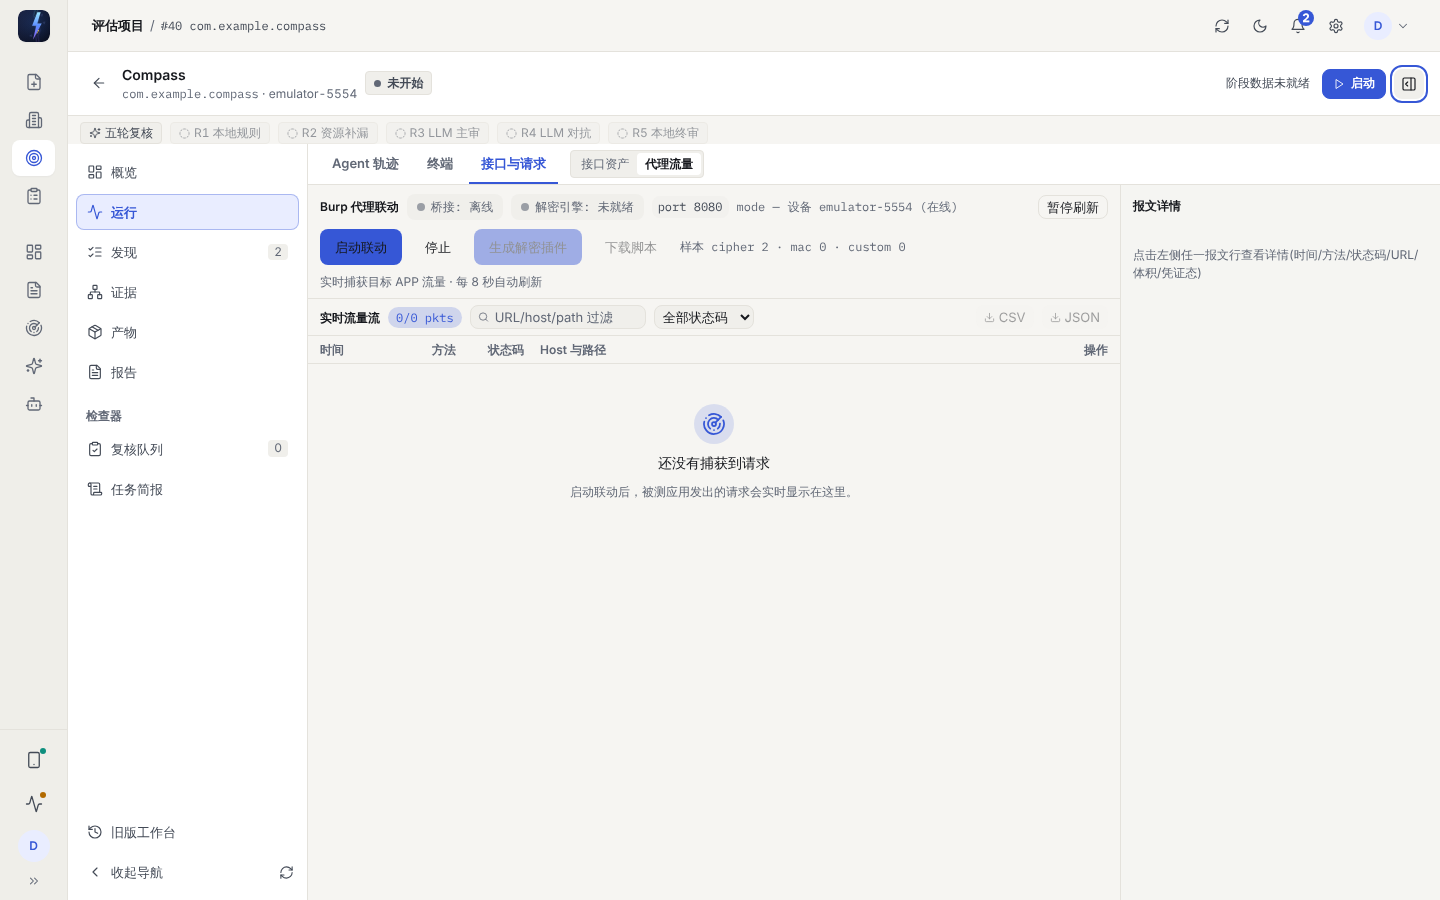 评估项目 / #40 com.example.compass
2
D
Compass
com.example.compass · emulator-5554
未开始
阶段数据未就绪
启动
五轮复核
R1 本地规则
R2 资源补漏
R3 LLM 主审
R4 LLM 对抗
R5 本地终审
概览
运行
发现 2
证据
产物
报告
检查器
复核队列 0
任务简报
旧版工作台
收起导航
D
Agent 轨迹
终端
接口与请求
接口资产
代理流量
Burp 代理联动
桥接: 离线
解密引擎: 未就绪
port 8080
mode — 设备 emulator-5554 (在线)
暂停刷新
启动联动
停止
生成解密插件
下载脚本
样本 cipher 2 · mac 0 · custom 0
实时捕获目标 APP 流量 · 每 8 秒自动刷新
实时流量流
0/0 pkts
URL/host/path 过滤
全部状态码
CSV
JSON
时间 方法 状态码 Host 与路径 操作
还没有捕获到请求
启动联动后，被测应用发出的请求会实时显示在这里。
报文详情
点击左侧任一报文行查看详情(时间/方法/状态码/URL/
体积/凭证态)